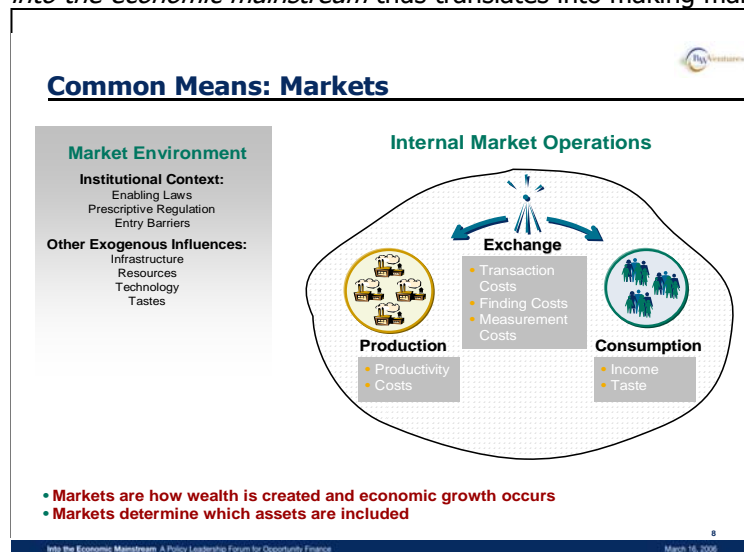 into the economic mainstream thus translates into making
Common Means: Markets
Market Environment
Institutional Context:
Enabling Laws
Prescriptive Regulation
Entry Barriers
Other Exogenous Influences:
Infrastructure
Resources
Technology
Tastes
Internal Market Operations
Exchange
• Transaction
Costs
• Finding Costs
• Measurement
Costs
Production
• Productivity
• Costs
Consumption
• Income
• Taste
• Markets are how wealth is created and economic growth occurs
• Markets determine which assets are included
8
Into the Economic Mainstream A Policy Leadership Forum for Opportunity Finance
March 16, 2006